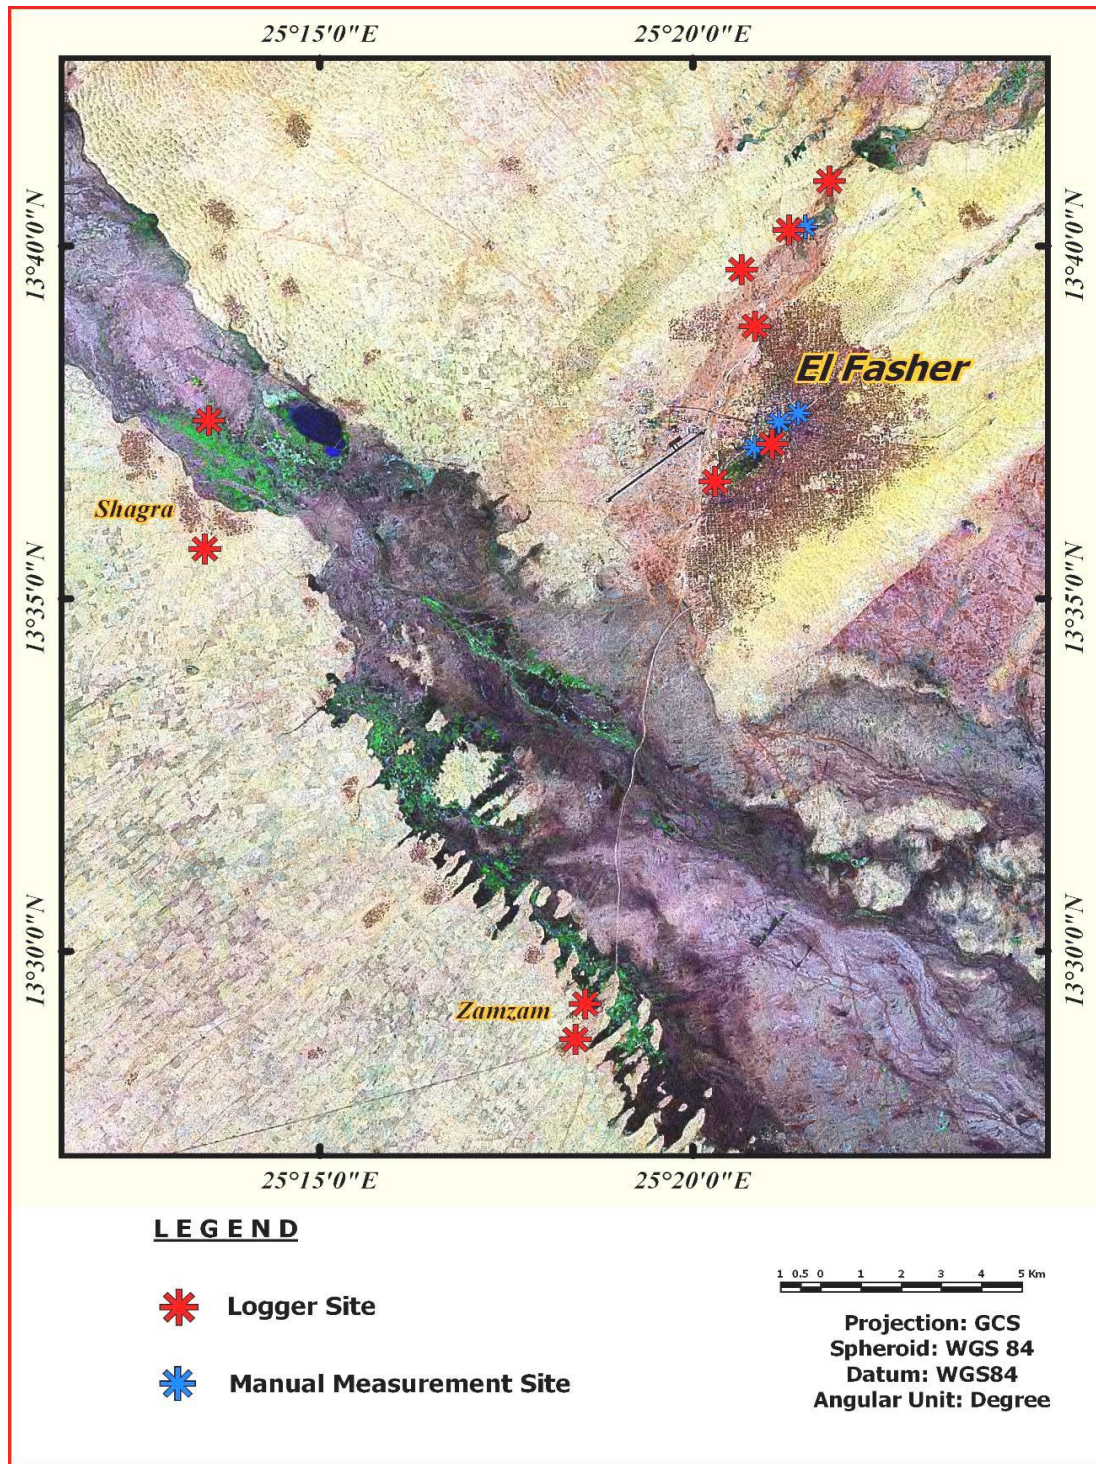 25°15'0"E 25°20'0"E
13°40'0"N 13°40'0"N
El Fasher
Shagra
13°35'0"N 13°35'0"N
13°30'0"N 13°30'0"N
Zamzam
25°15'0"E 25°20'0"E
LEGEND
Logger Site
Manual Measurement Site
1 0.5 0 1 2 3 4 5 Km
Projection: GCS
Spheroid: WGS 84
Datum: WGS84
Angular Unit: Degree